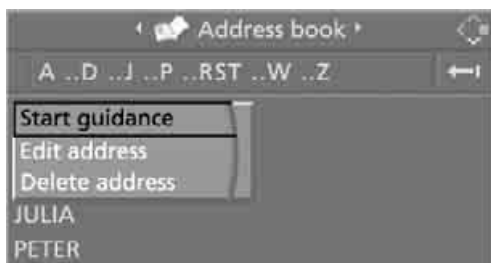 Address book
A ..D ..J ..P ..RST ..W ..Z
Start guidance
Edit address
Delete address
JULIA
PETER